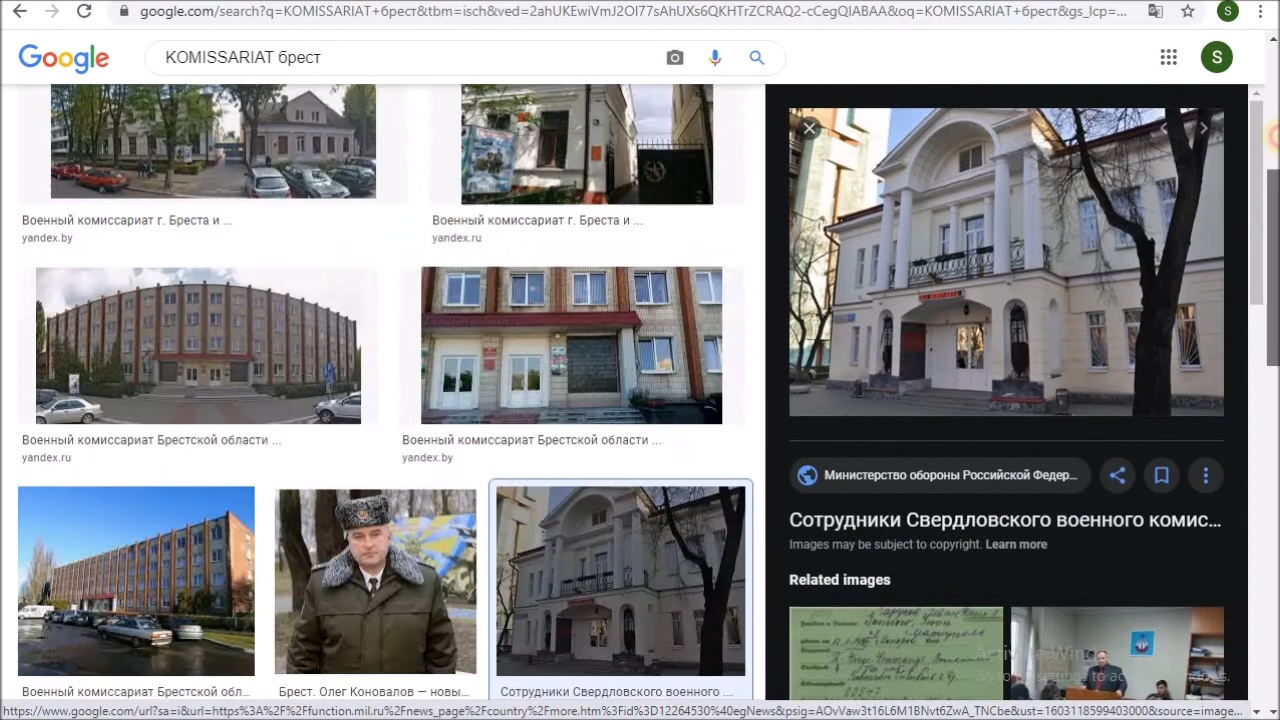 google.com/search?q=KOMISSARIAT+брест&tbm=isch&ved=2ahUKEwiVmJ2OI77sAhUXs6QKHTrZCRAQ2-cCegQIABAA&oq=KOMISSARIAT+брест&gs_lcp=...
S
Google
KOMISSARIAT брест
S
Военный комиссариат г. Бреста и ...
yandex.by
Военный комиссариат г. Бреста и ...
yandex.ru
Военный комиссариат Брестской области ...
yandex.ru
Военный комиссариат Брестской области ...
yandex.by
Министерство обороны Российской Федер...
Сотрудники Свердловского военного комис...
Images may be subject to copyright. Learn more
Related images
Военный комиссариат Брестской обл...
Брест. Олег Коновалов — новы...
Сотрудники Свердловского военного ...
https://www.google.com/url?sa=i&url=https%3A%2F%2Ffunction.mil.ru%2Fnews_page%2Fcountry%2Fmore.htm%3Fid%3D12264530%40egNews&psig=AOvVaw3t16L6M1BNvt6ZwA_TNCbe&ust=1603118599403000&source=image...